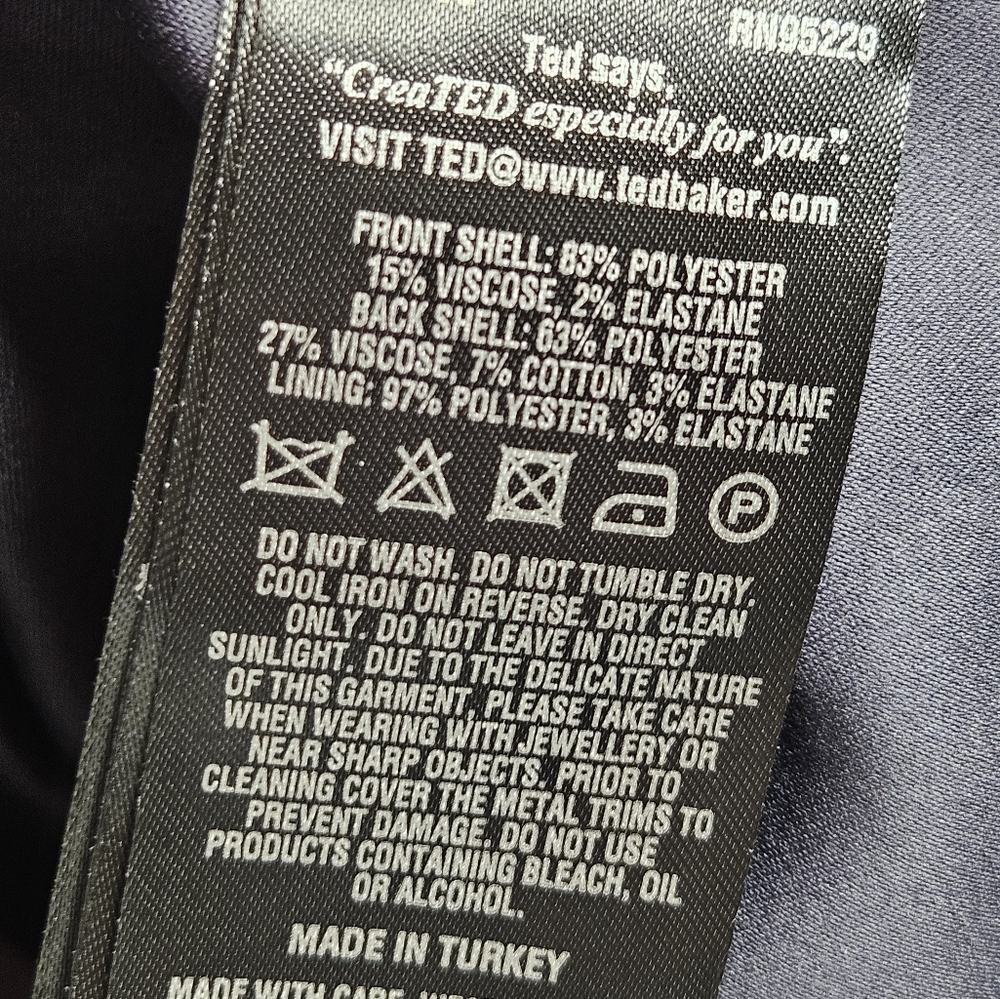 RN95229
Ted says,
"CreaTED especially for you".
VISIT TED@www.tedbaker.com
FRONT SHELL: 83% POLYESTER
15% VISCOSE, 2% ELASTANE
BACK SHELL: 63% POLYESTER
27% VISCOSE, 7% COTTON, 3% ELASTANE
LINING: 97% POLYESTER, 3% ELASTANE
P
DO NOT WASH. DO NOT TUMBLE DRY.
COOL IRON ON REVERSE. DRY CLEAN
ONLY. DO NOT LEAVE IN DIRECT
SUNLIGHT. DUE TO THE DELICATE NATURE
OF THIS GARMENT, PLEASE TAKE CARE
WHEN WEARING WITH JEWELLERY OR
NEAR SHARP OBJECTS. PRIOR TO
CLEANING COVER THE METAL TRIMS TO
PREVENT DAMAGE. DO NOT USE
PRODUCTS CONTAINING BLEACH, OIL
OR ALCOHOL.
MADE IN TURKEY
MADE WITH CARE,